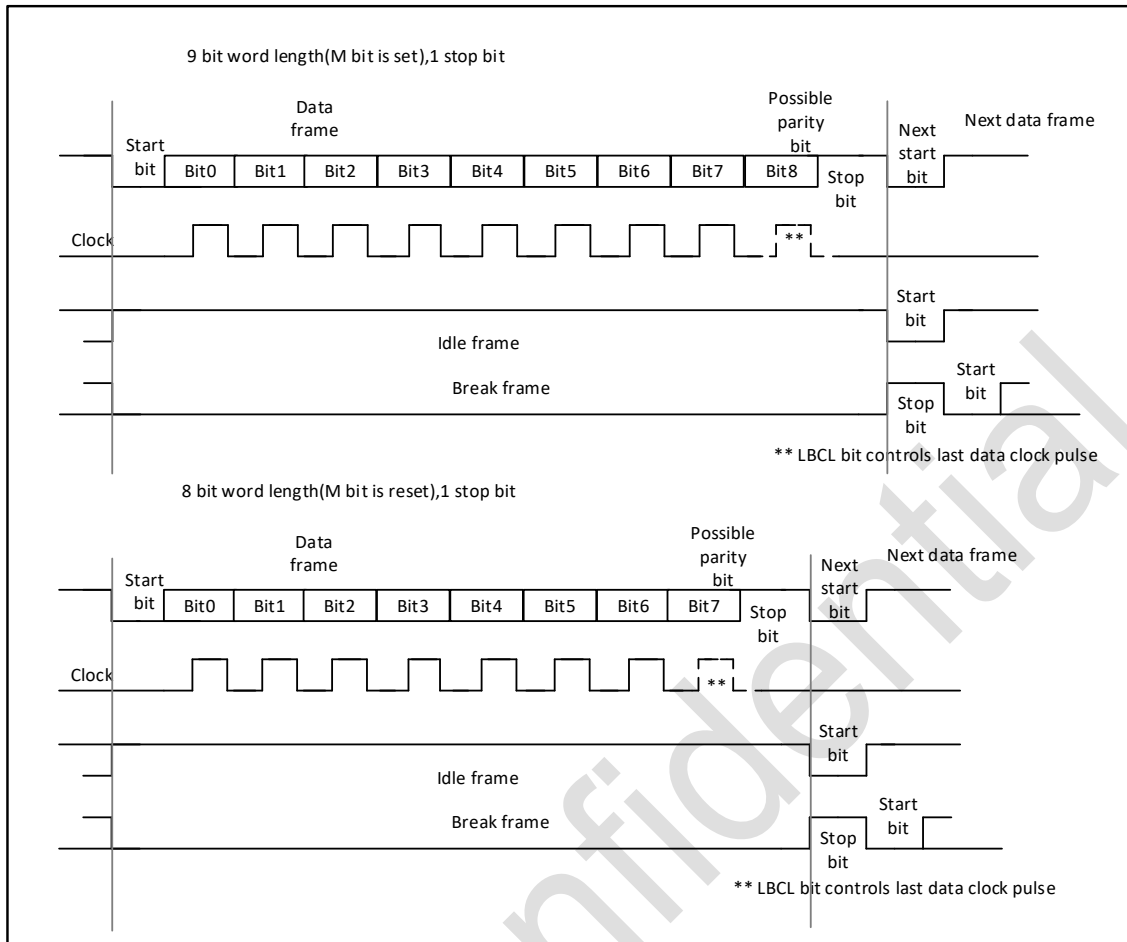 9 bit word length(M bit is set),1 stop bit
Data
frame
Possible
parity
bit
Start
bit
Next
start
bit
Next data frame
Bit0 Bit1 Bit2 Bit3 Bit4 Bit5 Bit6 Bit7 Bit8
Stop
bit
Clock
**
Start
bit
Idle frame
Break frame
Start
bit
Stop
bit
** LBCL bit controls last data clock pulse
8 bit word length(M bit is reset),1 stop bit
Data
frame
Possible
parity
bit
Start
bit
Next
start
bit
Next data frame
Bit0 Bit1 Bit2 Bit3 Bit4 Bit5 Bit6 Bit7
Stop
bit
Clock
**
Start
bit
Idle frame
Break frame
Start
bit
Stop
bit
** LBCL bit controls last data clock pulse
nfidential